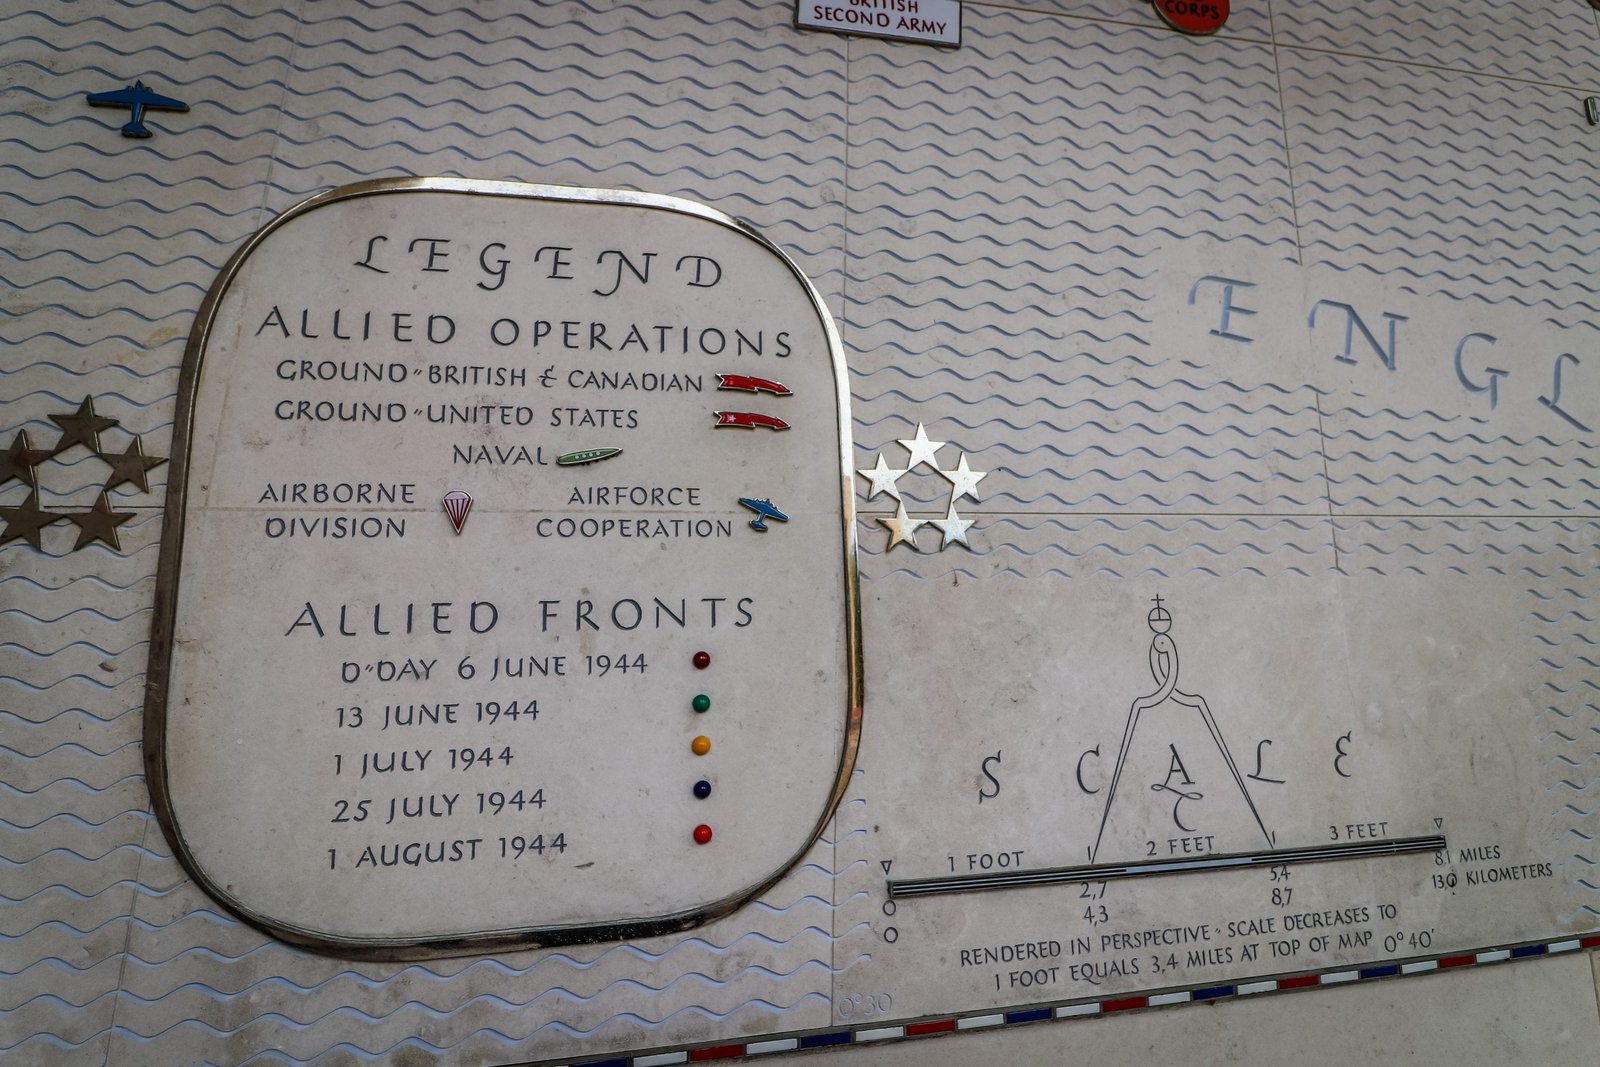 BRITISH
SECOND ARMY
CORPS
LEGEND
ALLIED OPERATIONS
GROUND-BRITISH & CANADIAN
GROUND-UNITED STATES
NAVAL
AIRBORNE
DIVISION
AIRFORCE
COOPERATION
ALLIED FRONTS
D-DAY 6 JUNE 1944
13 JUNE 1944
1 JULY 1944
25 JULY 1944
1 AUGUST 1944
ENGL
SCALE
1 FOOT 2 FEET 3 FEET
0 2,7 5,4 8,1 MILES
0 4,3 8,7 13,0 KILOMETERS
RENDERED IN PERSPECTIVE - SCALE DECREASES TO
1 FOOT EQUALS 3,4 MILES AT TOP OF MAP
0° 40'
0° 30